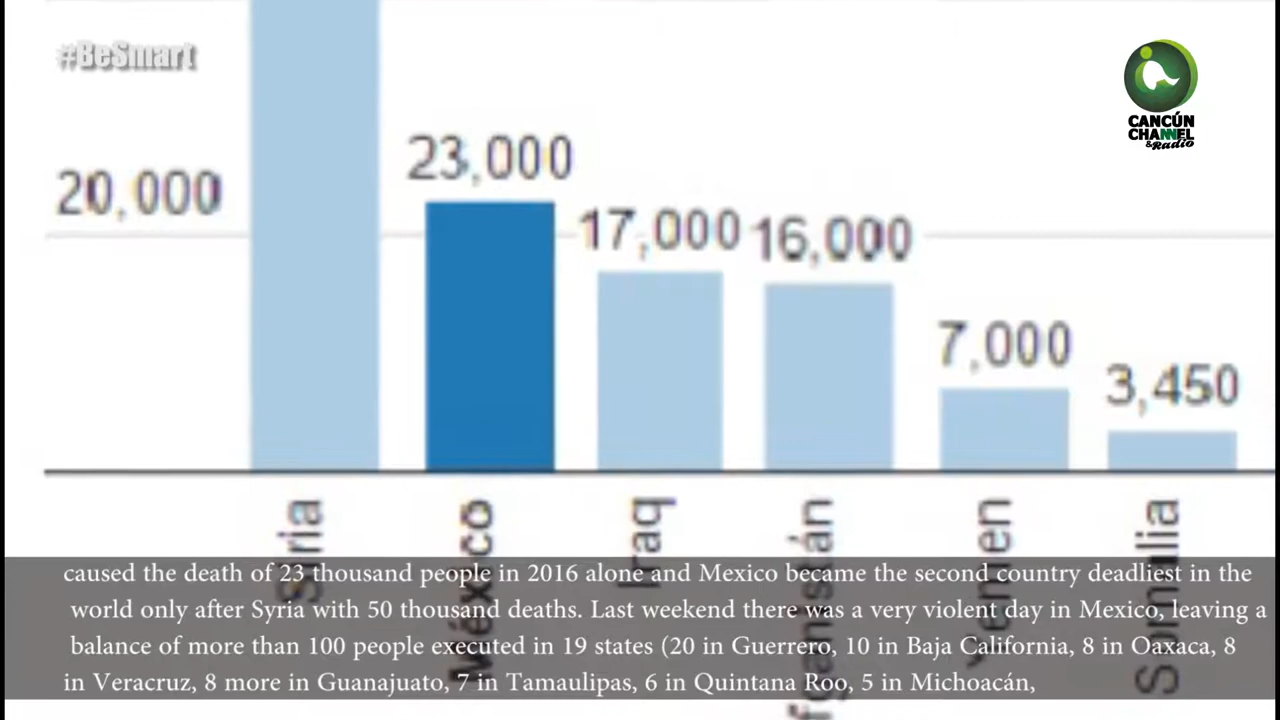 #BeSmart
CANCÚN
CHANNEL
&Radio
23,000
20,000
17,000
16,000
7,000
3,450
Syria
México
Iraq
Afganistán
Yemen
Somalia
caused the death of 23 thousand people in 2016 alone and Mexico became the second country deadliest in the
world only after Syria with 50 thousand deaths. Last weekend there was a very violent day in Mexico, leaving a
balance of more than 100 people executed in 19 states (20 in Guerrero, 10 in Baja California, 8 in Oaxaca, 8
in Veracruz, 8 more in Guanajuato, 7 in Tamaulipas, 6 in Quintana Roo, 5 in Michoacán,